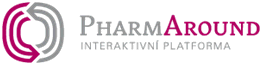 PharmAround
INTERAKTIVNÍ PLATFORMA